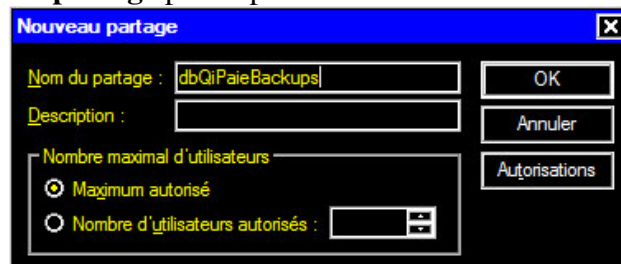 Nouveau partage
Nom du partage : dbQiPaieBackups
OK
Description :
Annuler
Nombre maximal d'utilisateurs
Autorisations
Maximum autorisé
Nombre d'utilisateurs autorisés :